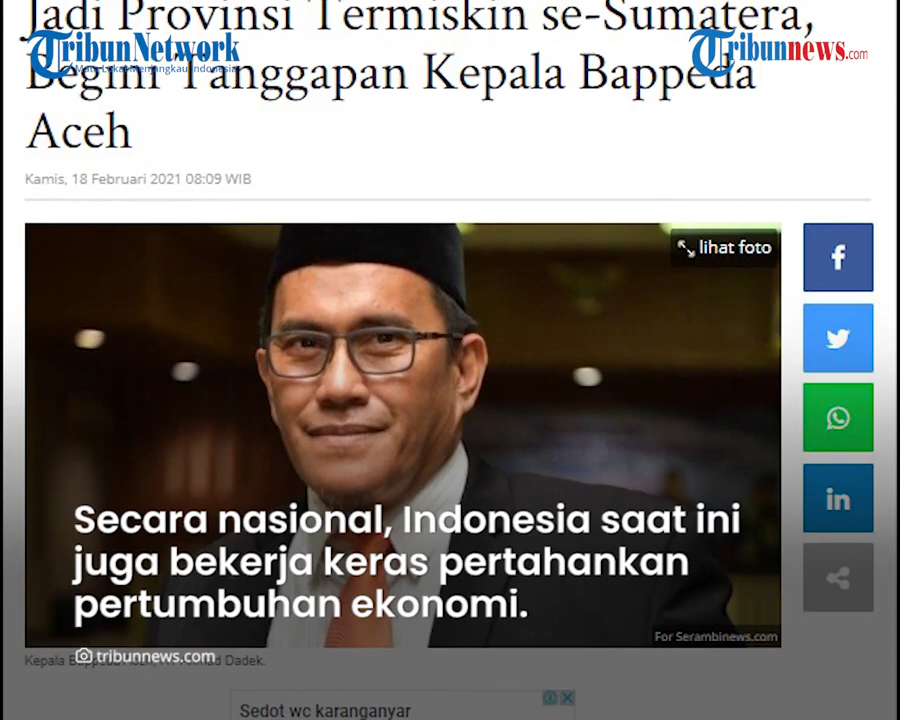 Jadi Provinsi Termiskin se-Sumatera,
Tribun Network
Tribunnews.com
Begini Tanggapan Kepala Bappeda
Aceh
Kamis, 18 Februari 2021 08:09 WIB
lihat foto
Secara nasional, Indonesia saat ini
juga bekerja keras pertahankan
pertumbuhan ekonomi.
For Serambinews.com
Kepala Dadek.
tribunnews.com
Sedot wc karanganyar